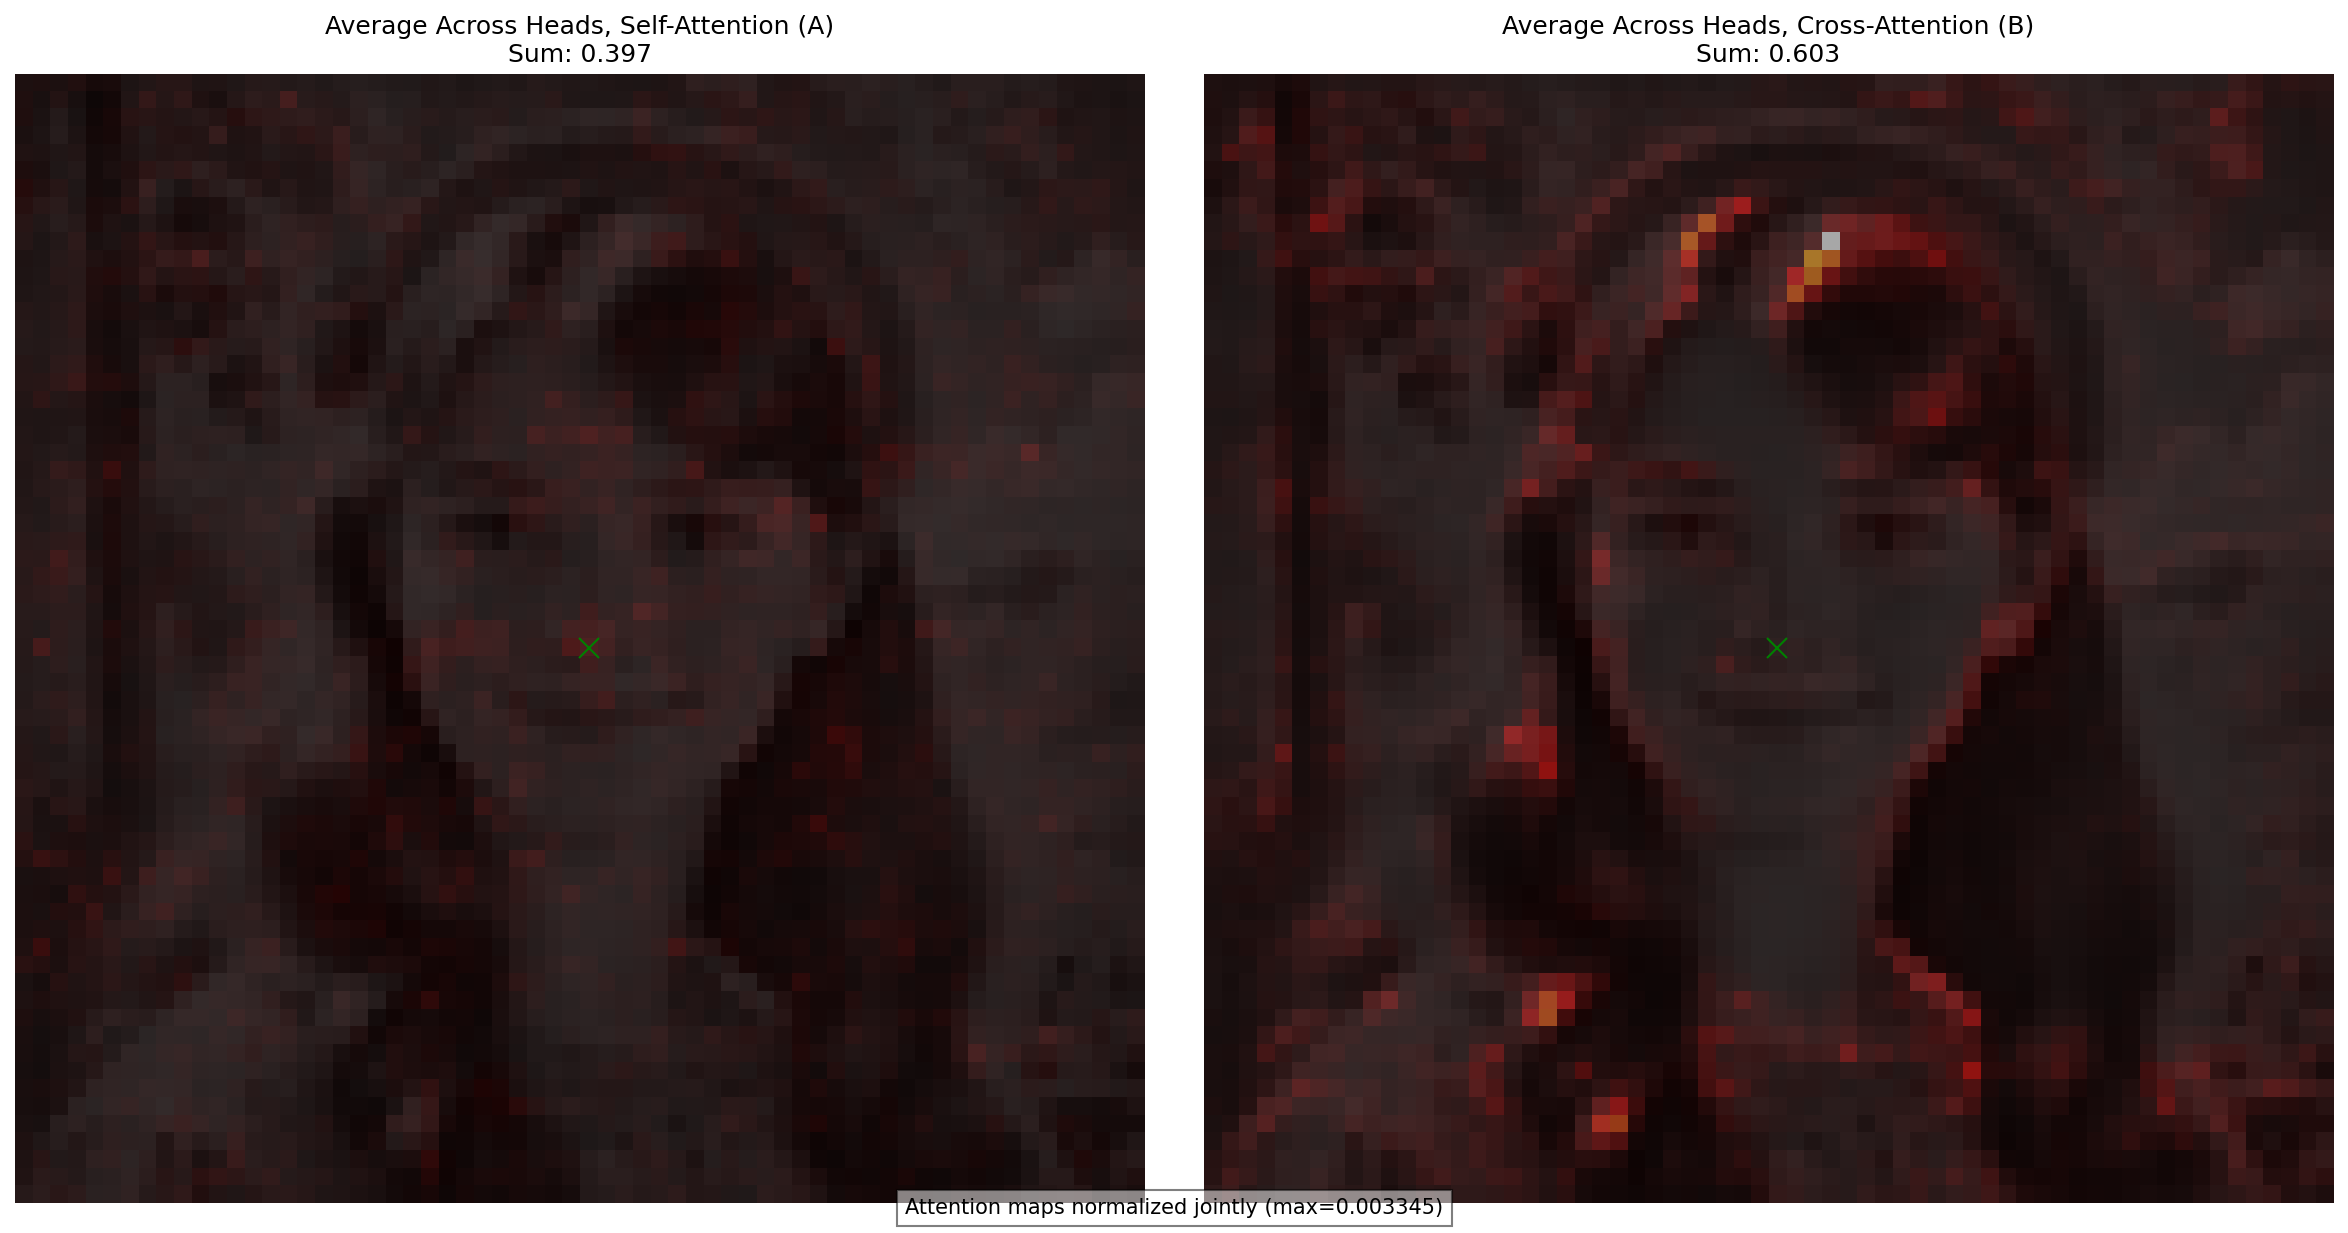 Average Across Heads, Self-Attention (A)
Sum: 0.397
Average Across Heads, Cross-Attention (B)
Sum: 0.603
Attention maps normalized jointly (max=0.003345)